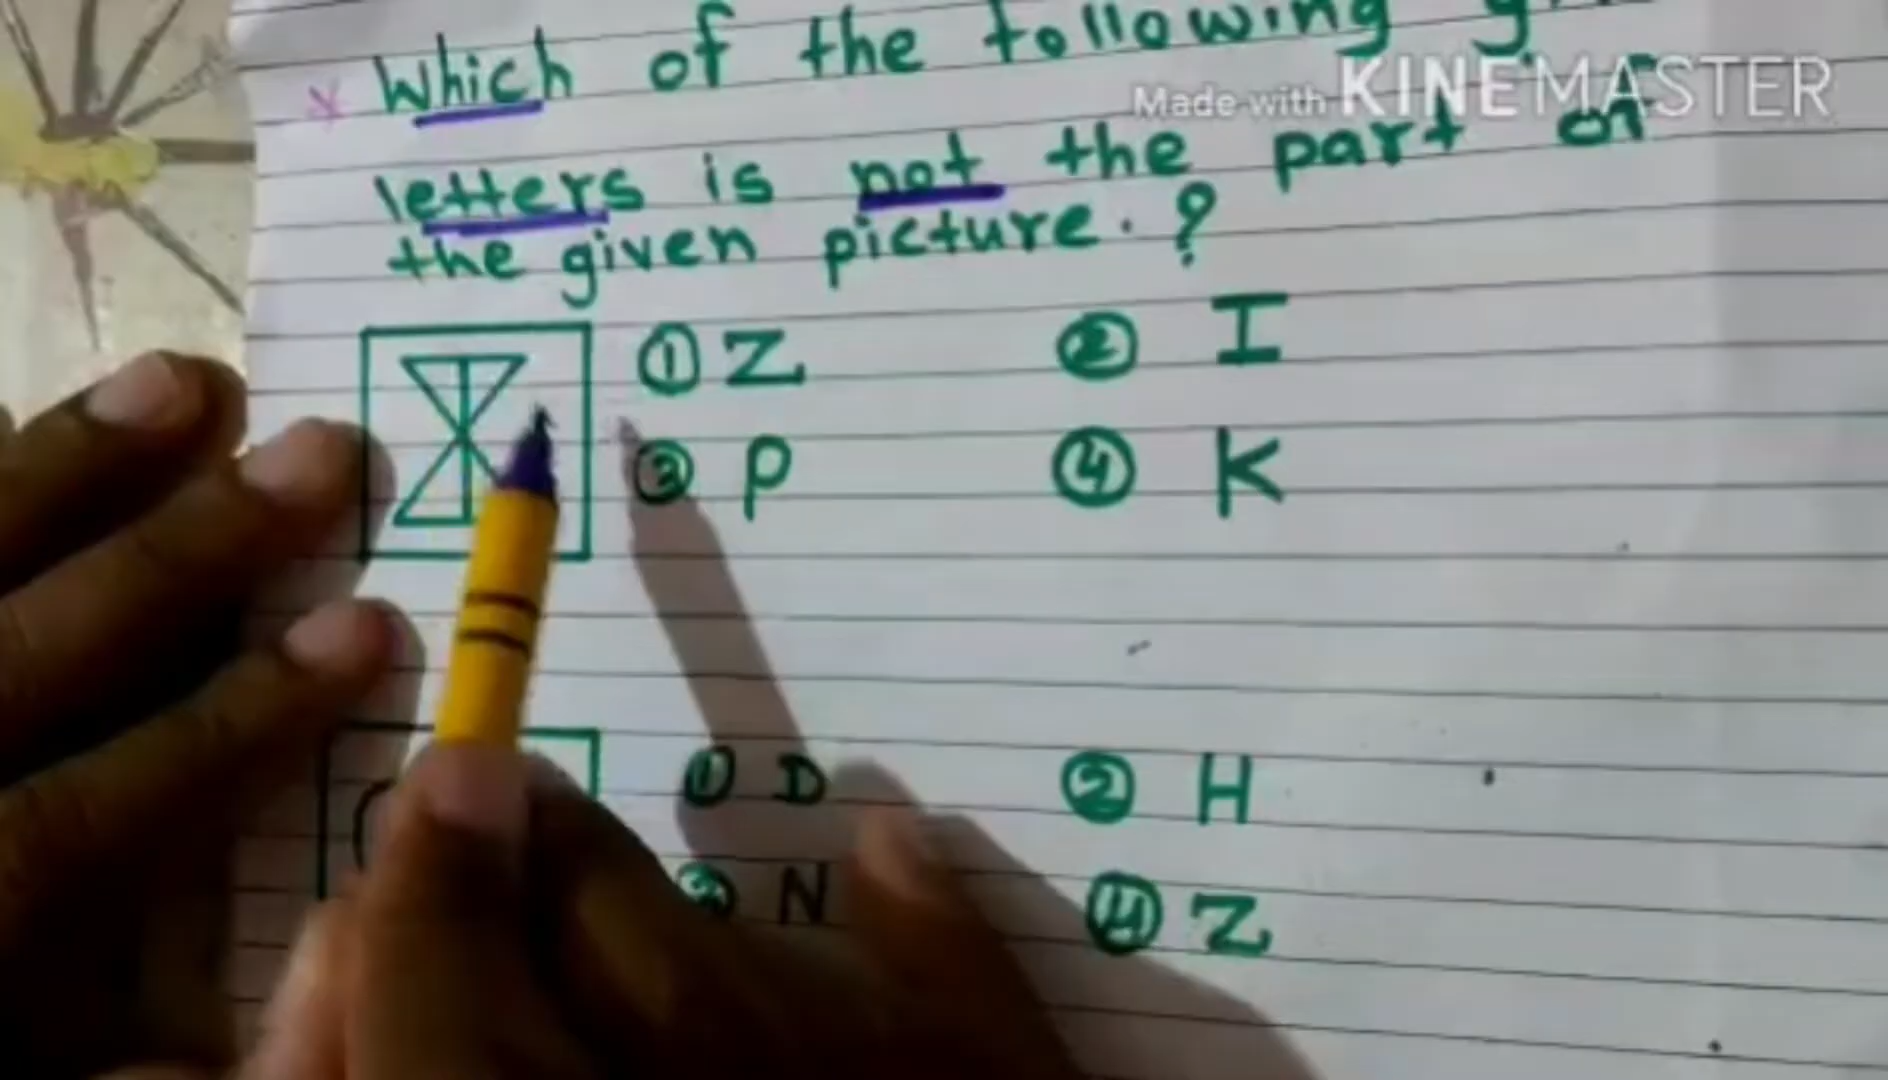 Which of the following
Made with KINEMASTER
letters is not the part of
the given picture. ?
① Z ② I
③ P ④ K
① D ② H
③ N ④ Z